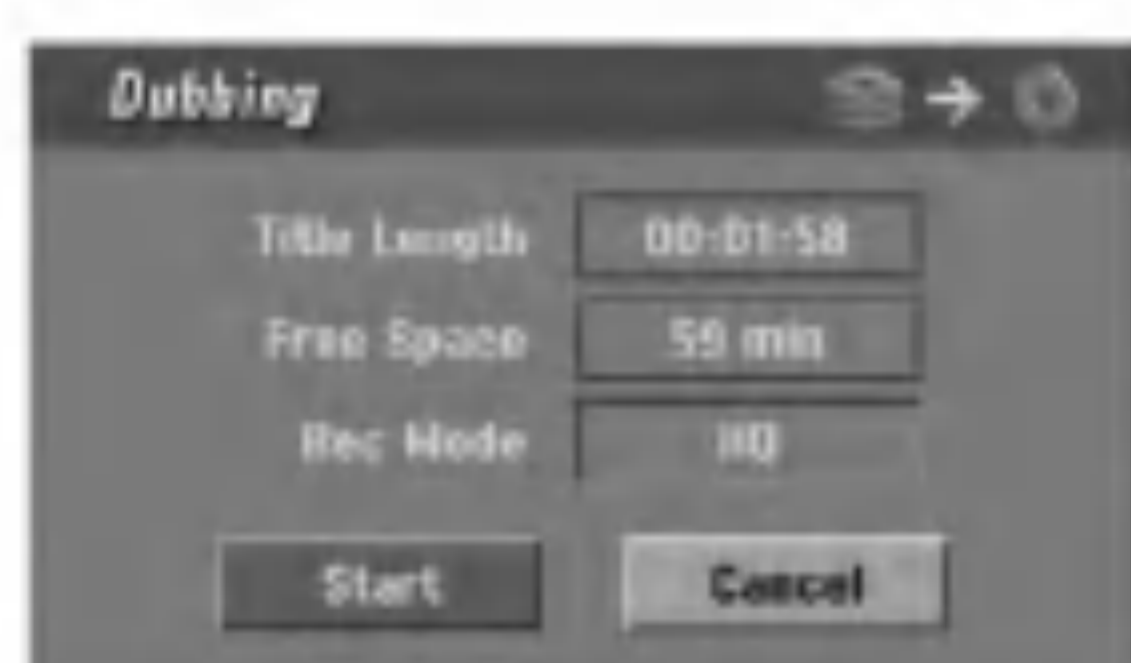 Dubbing
Title Length 00:01:58
Free Space 59 min
Rec Mode HQ
Start Cancel